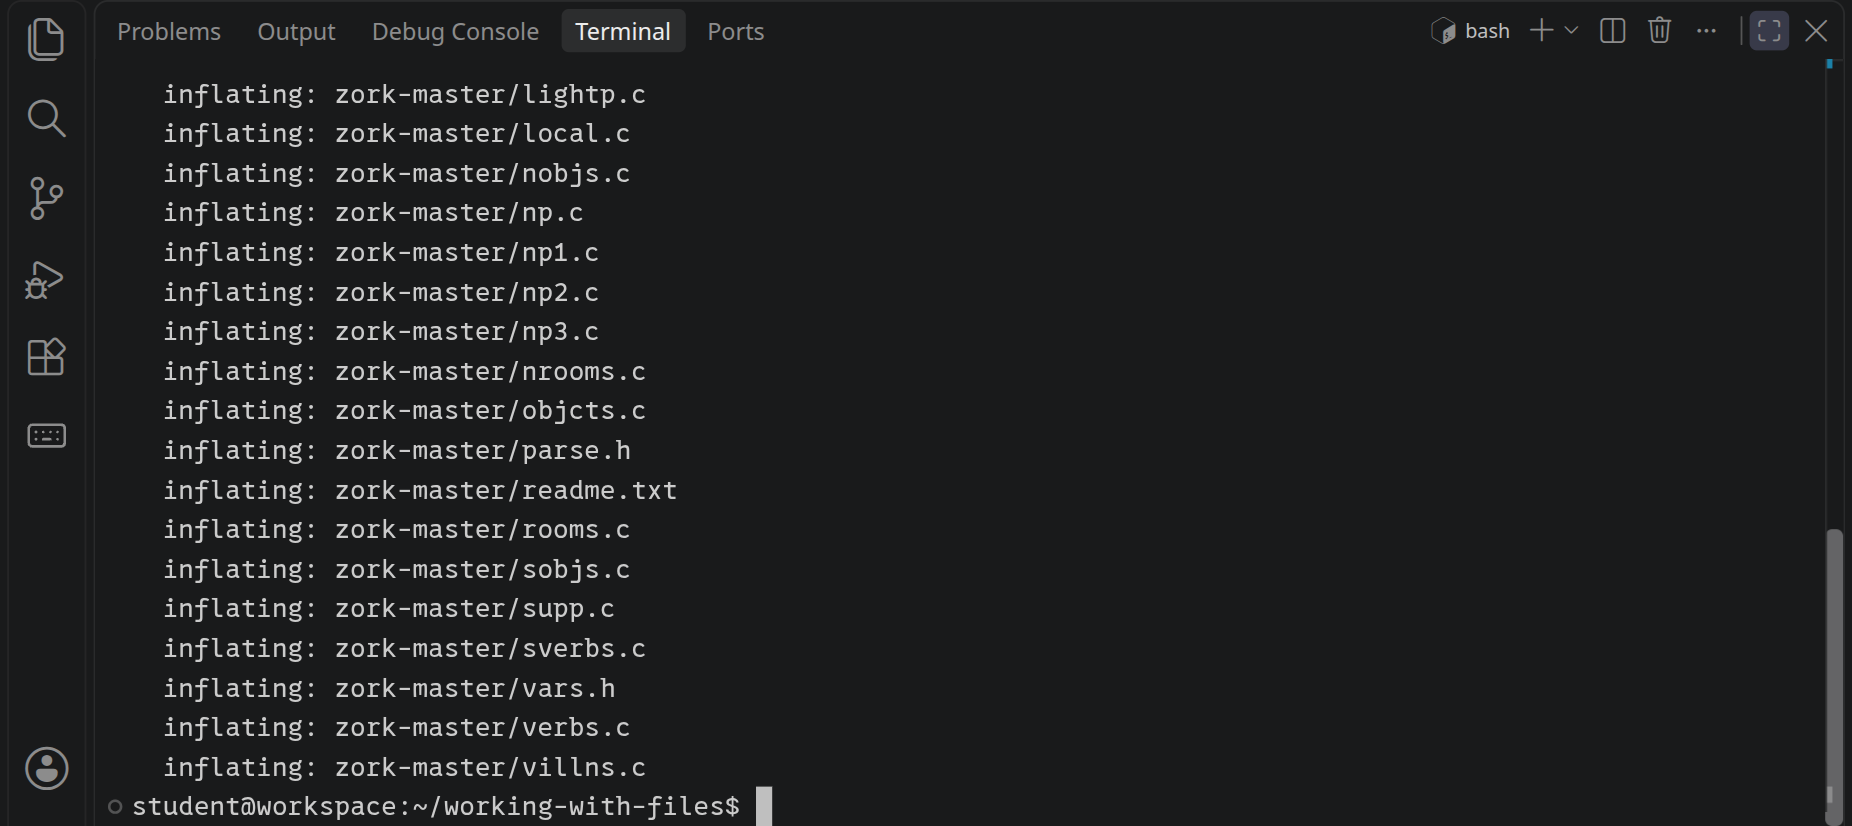 Problems Output Debug Console Terminal Ports bash
inflating: zork-master/lightp.c
inflating: zork-master/local.c
inflating: zork-master/nobjs.c
inflating: zork-master/np.c
inflating: zork-master/np1.c
inflating: zork-master/np2.c
inflating: zork-master/np3.c
inflating: zork-master/nrooms.c
inflating: zork-master/objcts.c
inflating: zork-master/parse.h
inflating: zork-master/readme.txt
inflating: zork-master/rooms.c
inflating: zork-master/sobjs.c
inflating: zork-master/supp.c
inflating: zork-master/sverbs.c
inflating: zork-master/vars.h
inflating: zork-master/verbs.c
inflating: zork-master/villns.c
student@workspace:~/working-with-files$